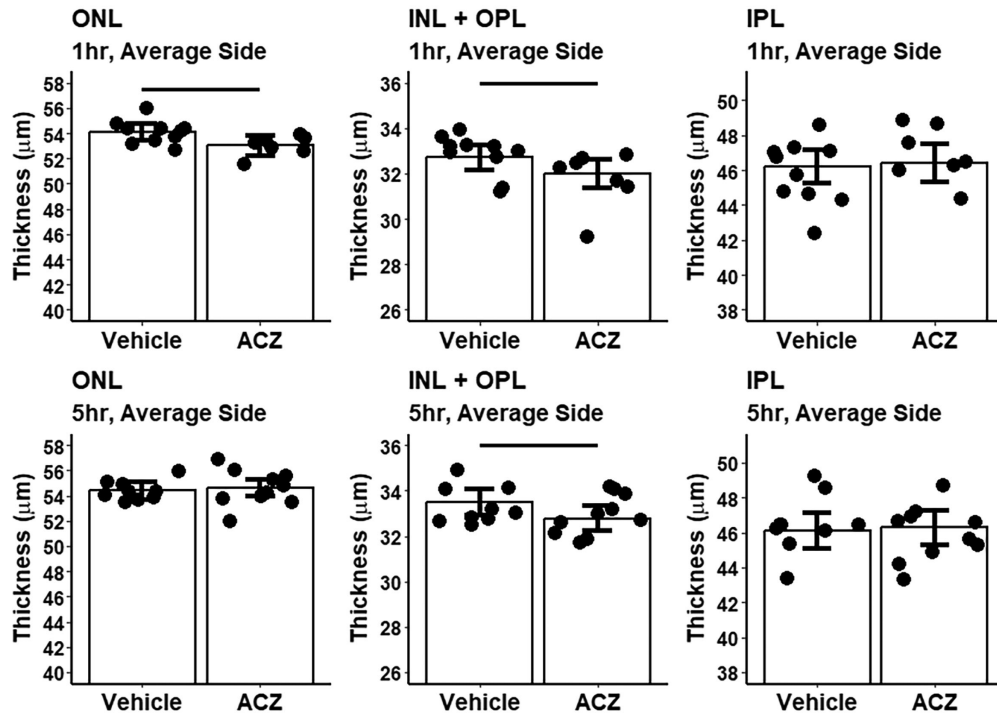 ONL
1hr, Average Side
Thickness (μm)
58
56
54
52
50
48
46
44
42
40
Vehicle ACZ
INL + OPL
1hr, Average Side
Thickness (μm)
36
34
32
30
28
26
Vehicle ACZ
IPL
1hr, Average Side
Thickness (μm)
50
48
46
44
42
40
38
Vehicle ACZ
ONL
5hr, Average Side
Thickness (μm)
58
56
54
52
50
48
46
44
42
40
Vehicle ACZ
INL + OPL
5hr, Average Side
Thickness (μm)
36
34
32
30
28
26
Vehicle ACZ
IPL
5hr, Average Side
Thickness (μm)
50
48
46
44
42
40
38
Vehicle ACZ